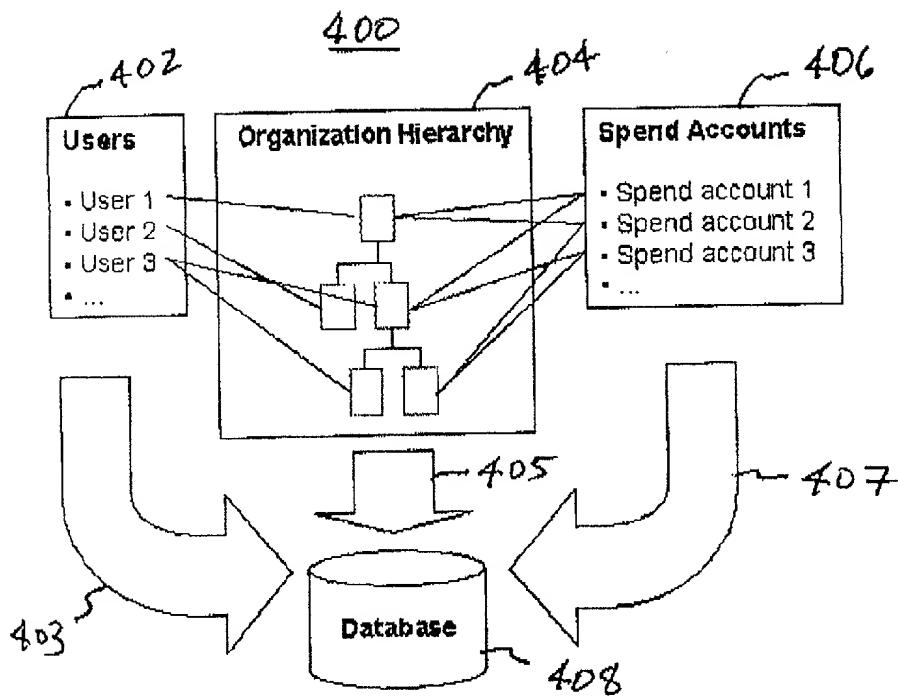 400
402
404
406
Users
▪ User 1
▪ User 2
▪ User 3
▪ ...
Organization Hierarchy
Spend Accounts
▪ Spend account 1
▪ Spend account 2
▪ Spend account 3
▪ ...
405
407
403
Database
408